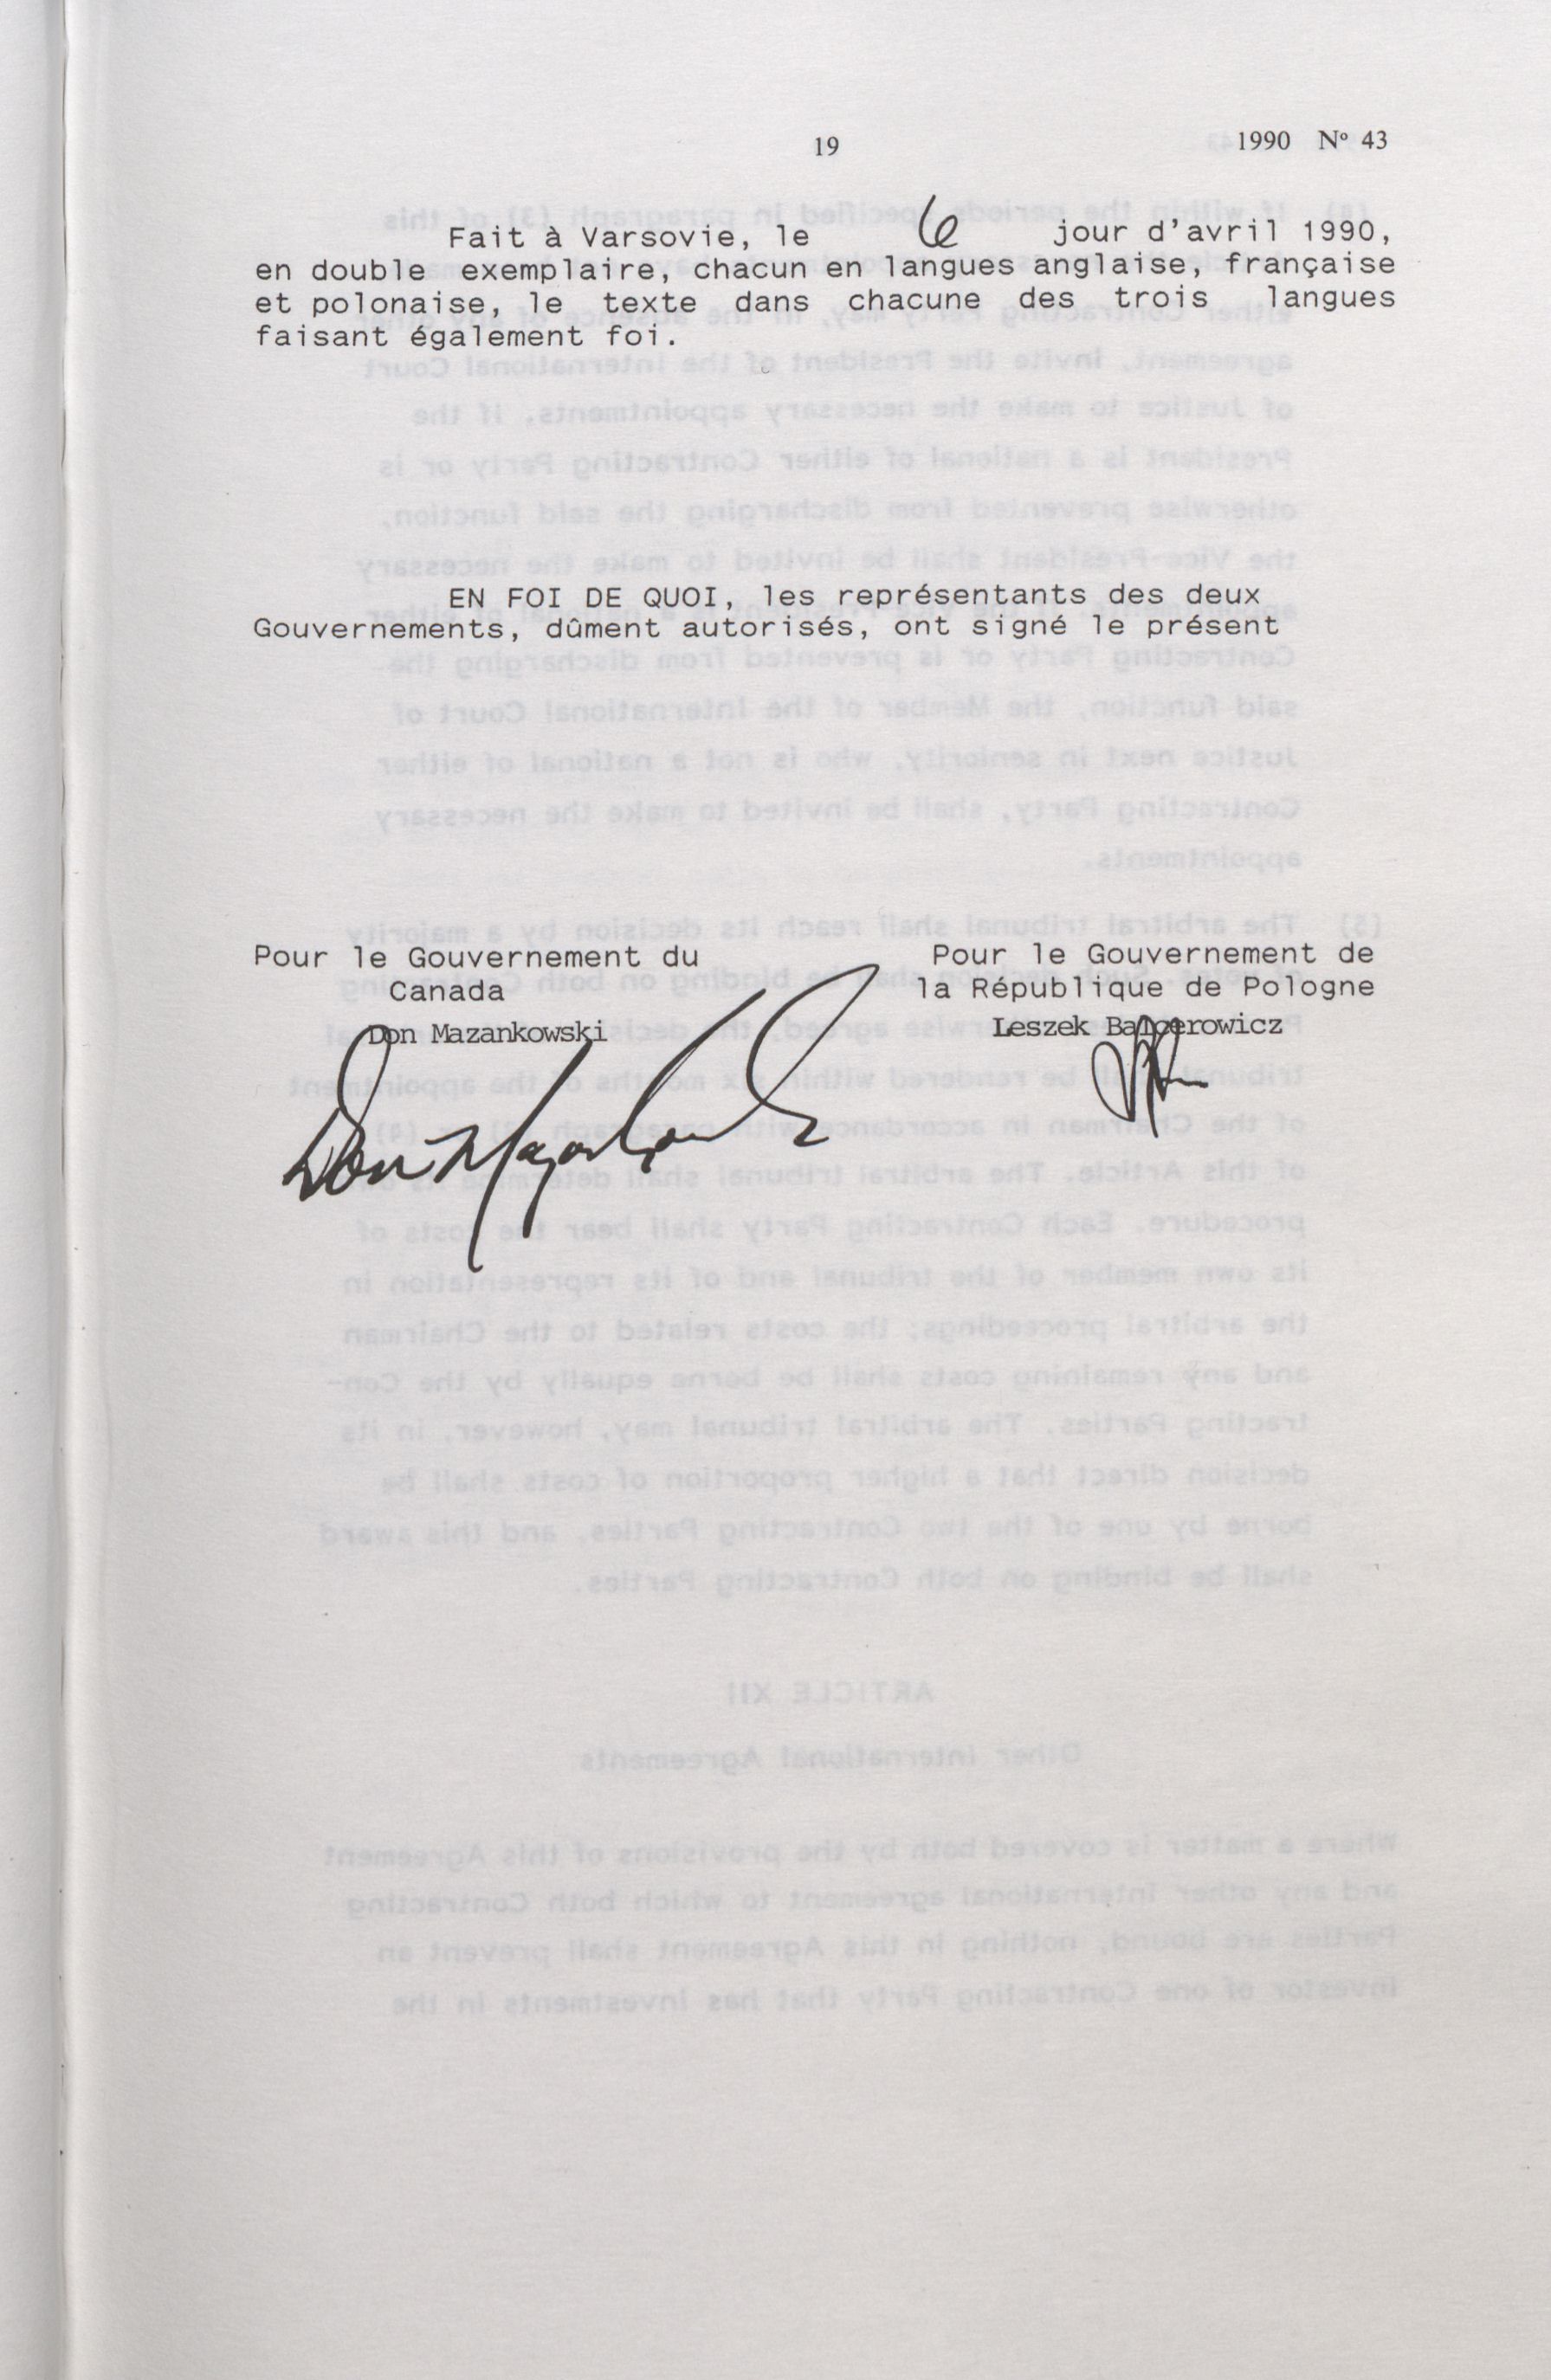 19
1990 Nº 43
Fait à Varsovie, le 6 jour d'avril 1990,
en double exemplaire, chacun en langues anglaise, française
et polonaise, le texte dans chacune des trois langues
faisant également foi.
EN FOI DE QUOI, les représentants des deux
Gouvernements, dûment autorisés, ont signé le présent
Pour le Gouvernement du
Canada
Don Mazankowski
Don Mazankowski
Pour le Gouvernement de
la République de Pologne
Leszek Balcerowicz